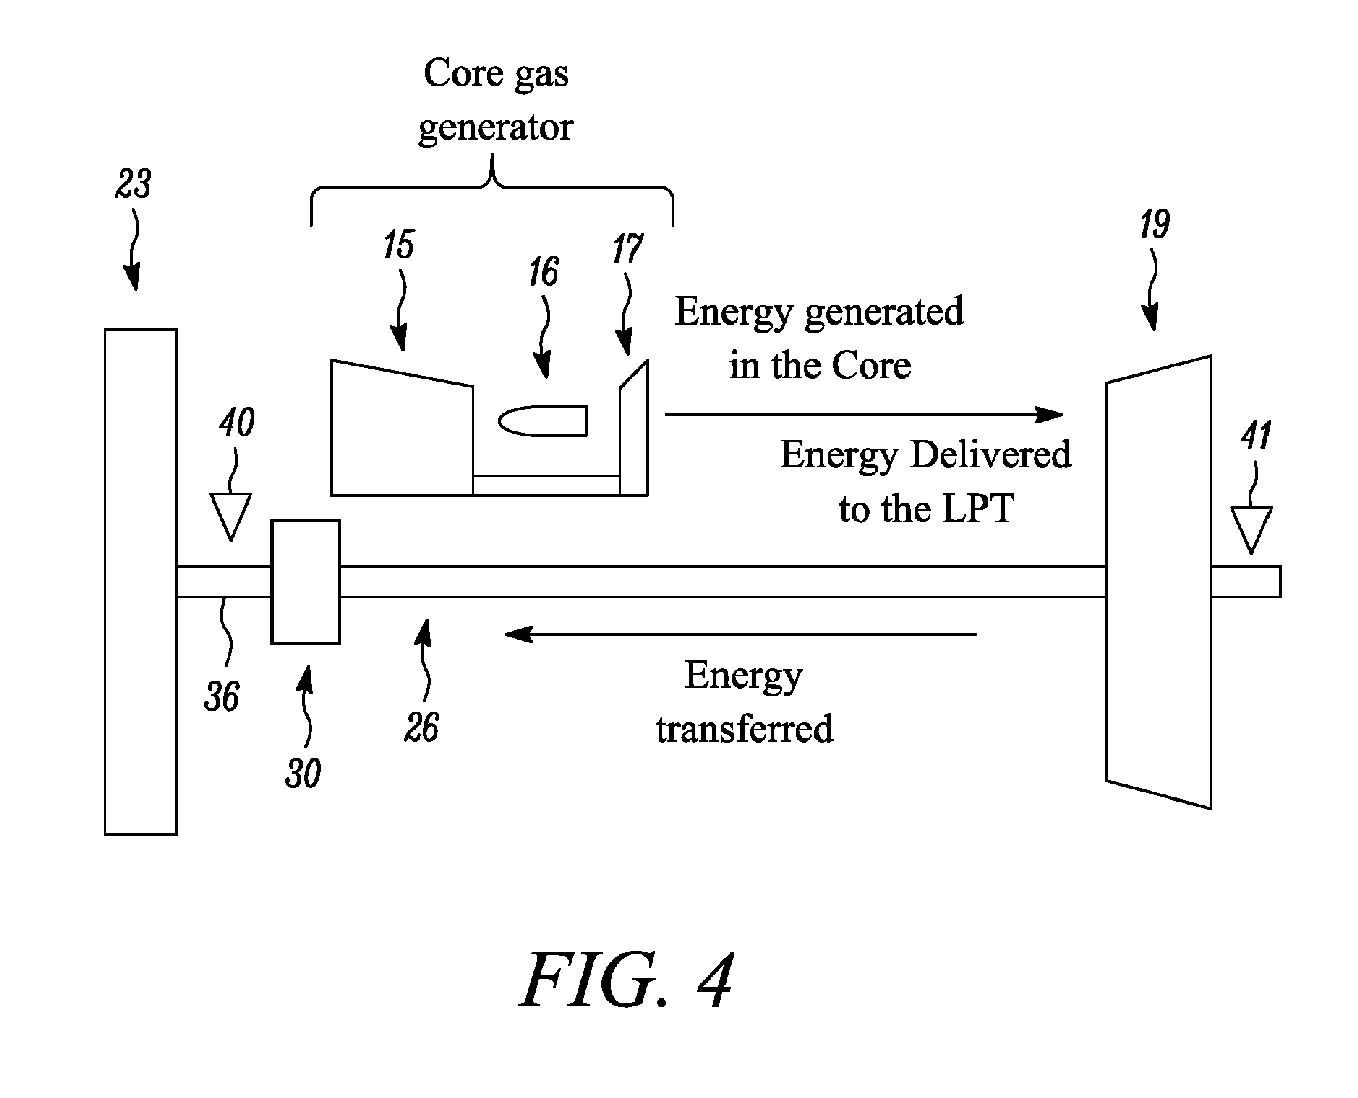 Core gas
generator
23
15
16
17
19
Energy generated
in the Core
40
41
Energy Delivered
to the LPT
36
30
26
Energy
transferred
FIG. 4